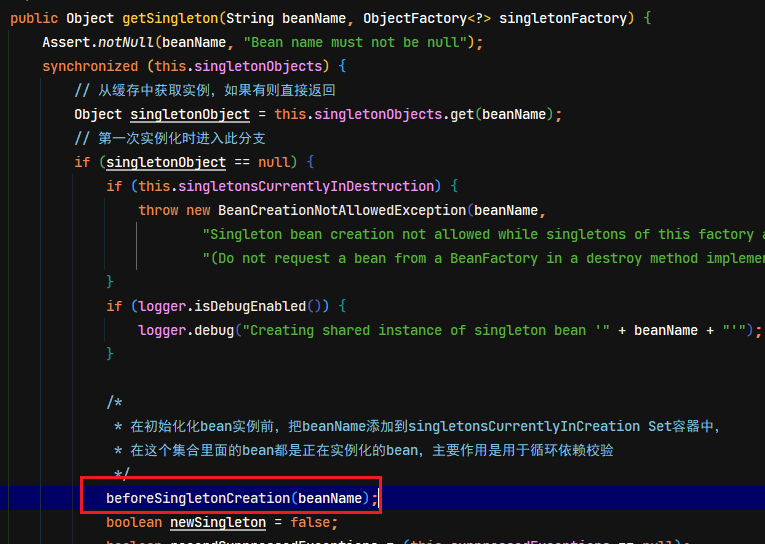 public Object getSingleton(String beanName, ObjectFactory<?> singletonFactory) {
Assert.notNull(beanName, "Bean name must not be null");
synchronized (this.singletonObjects) {
// 从缓存中获取实例，如果有则直接返回
Object singletonObject = this.singletonObjects.get(beanName);
// 第一次实例化时进入此分支
if (singletonObject == null) {
if (this.singletonsCurrentlyInDestruction) {
throw new BeanCreationNotAllowedException(beanName,
"Singleton bean creation not allowed while singletons of this factory a
"(Do not request a bean from a BeanFactory in a destroy method implemen
}
if (logger.isDebugEnabled()) {
logger.debug("Creating shared instance of singleton bean '" + beanName + "'");
}
/*
* 在初始化化bean实例前，把beanName添加到singletonsCurrentlyInCreation Set容器中，
* 在这个集合里面的bean都是正在实例化的bean，主要作用是用于循环依赖校验
*/
beforeSingletonCreation(beanName);
boolean newSingleton = false;
boolean recordSuppressedExceptions = (this.suppressedExceptions == null);